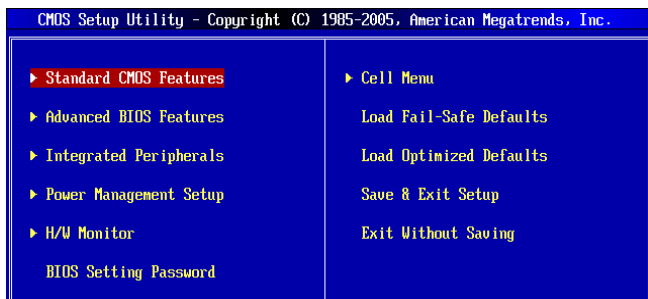 CMOS Setup Utility - Copyright (C) 1985-2005, American Megatrends, Inc.
Standard CMOS Features
Advanced BIOS Features
Integrated Peripherals
Power Management Setup
H/W Monitor
BIOS Setting Password
Cell Menu
Load Fail-Safe Defaults
Load Optimized Defaults
Save & Exit Setup
Exit Without Saving